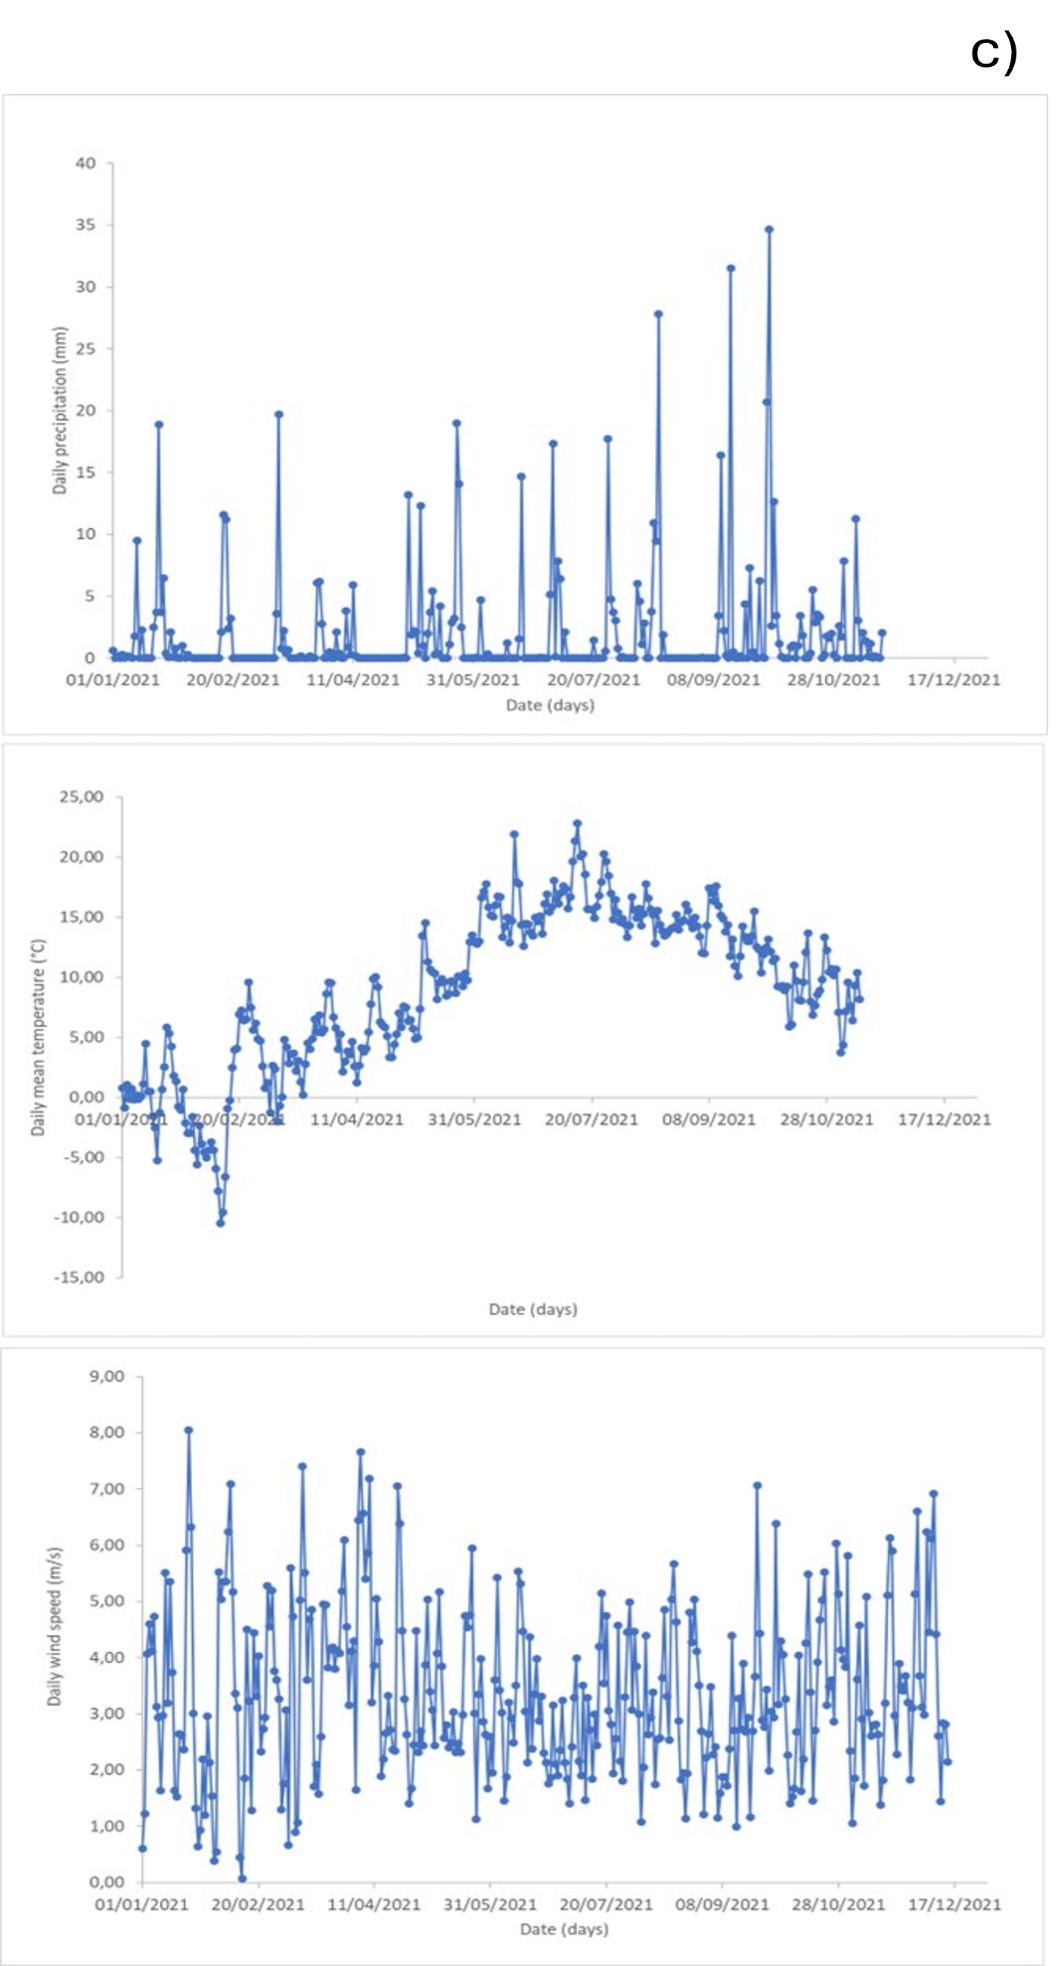 c)
40
35
30
25
20
15
10
5
0
Daily precipitation (mm)
01/01/2021 20/02/2021 11/04/2021 31/05/2021 20/07/2021 08/09/2021 28/10/2021 17/12/2021
Date (days)
25,00
20,00
15,00
10,00
5,00
0,00
-5,00
-10,00
-15,00
Daily mean temperature (°C)
01/01/2021 20/02/2021 11/04/2021 31/05/2021 20/07/2021 08/09/2021 28/10/2021 17/12/2021
Date (days)
9,00
8,00
7,00
6,00
5,00
4,00
3,00
2,00
1,00
0,00
Daily wind speed (m/s)
01/01/2021 20/02/2021 11/04/2021 31/05/2021 20/07/2021 08/09/2021 28/10/2021 17/12/2021
Date (days)